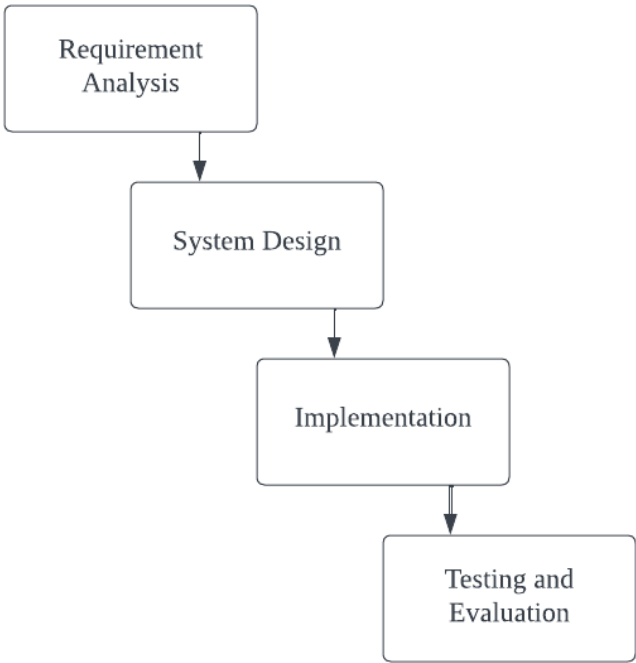 Requirement
Analysis
System Design
Implementation
Testing and
Evaluation